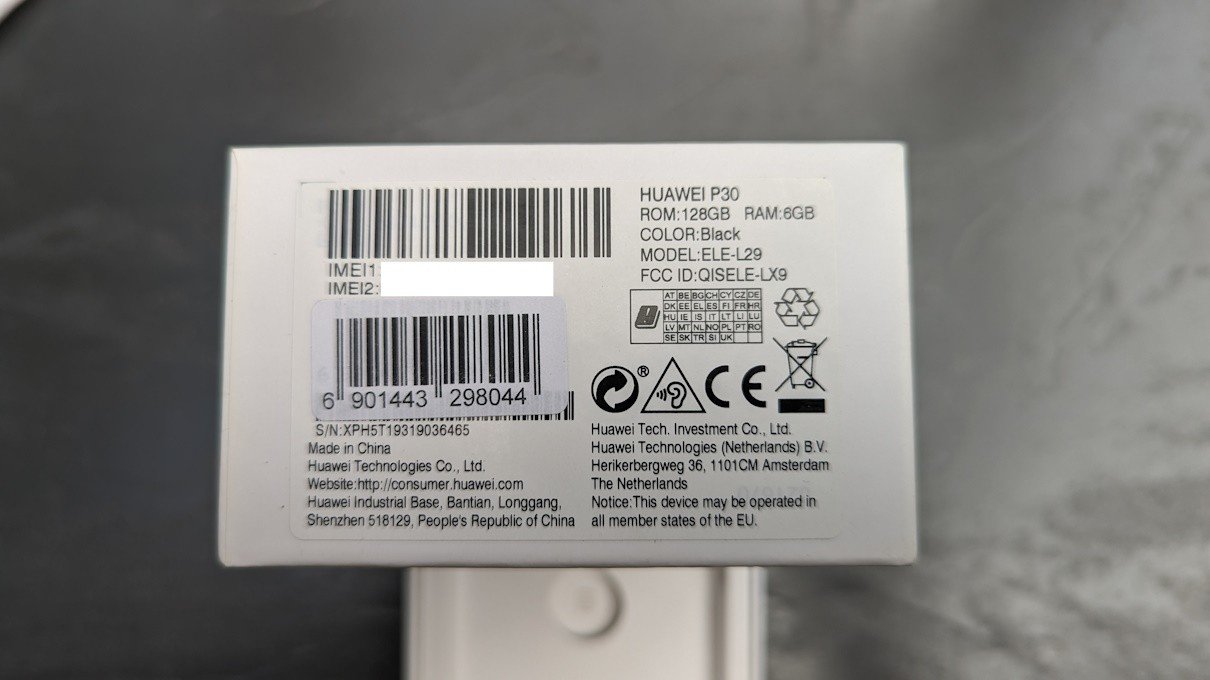 HUAWEI P30
ROM:128GB RAM:6GB
COLOR:Black
MODEL:ELE-L29
FCC ID:QISELE-LX9
IMEI1:
IMEI2:
AT BE BG CH CY CZ DE
DK EE EL ES FI FR HR
HU IE IS IT LT LI LU
LV MT NL NO PL PT RO
SE SK TR SI UK
6 901443 298044
®
CE
S/N:XPH5T19319036465
Made in China
Huawei Technologies Co., Ltd.
Website:http://consumer.huawei.com
Huawei Industrial Base, Bantian, Longgang,
Shenzhen 518129, People's Republic of China
Huawei Tech. Investment Co., Ltd.
Huawei Technologies (Netherlands) B.V.
Herikerbergweg 36, 1101CM Amsterdam
The Netherlands
Notice:This device may be operated in
all member states of the EU.